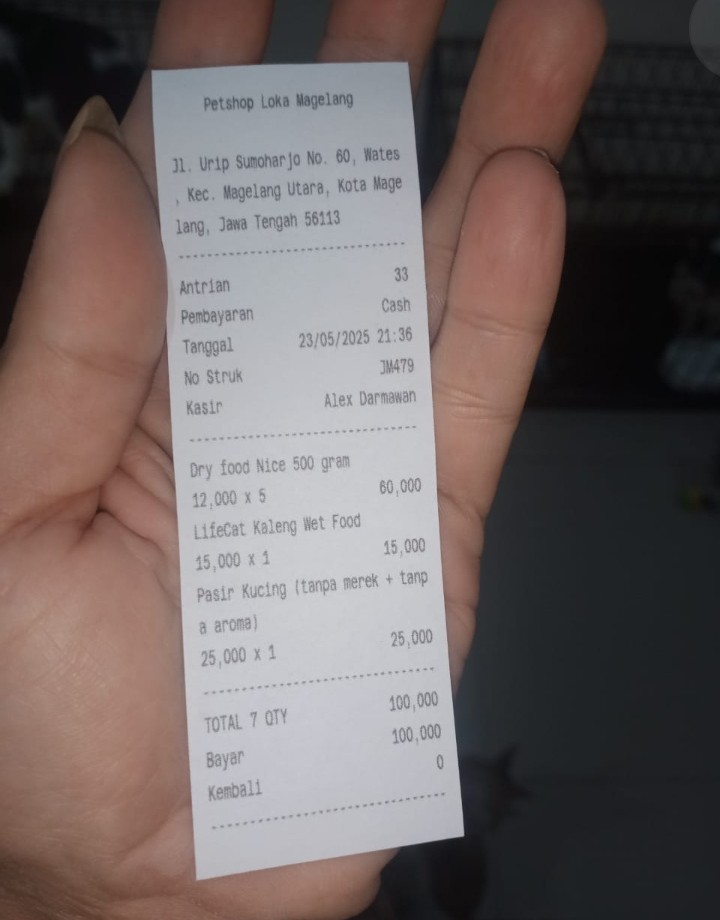 Petshop Loka Magelang
Jl. Urip Sumoharjo No. 60, Wates
, Kec. Magelang Utara, Kota Mage
lang, Jawa Tengah 56113
--------------------------------
Antrian 33
Pembayaran Cash
Tanggal 23/05/2025 21:36
No Struk JM479
Kasir Alex Darmawan
--------------------------------
Dry food Nice 500 gram
12,000 x 5 60,000
LifeCat Kaleng Wet Food
15,000 x 1 15,000
Pasir Kucing (tanpa merek + tanp
a aroma)
25,000 x 1 25,000
--------------------------------
TOTAL 7 QTY 100,000
Bayar 100,000
Kembali 0
--------------------------------